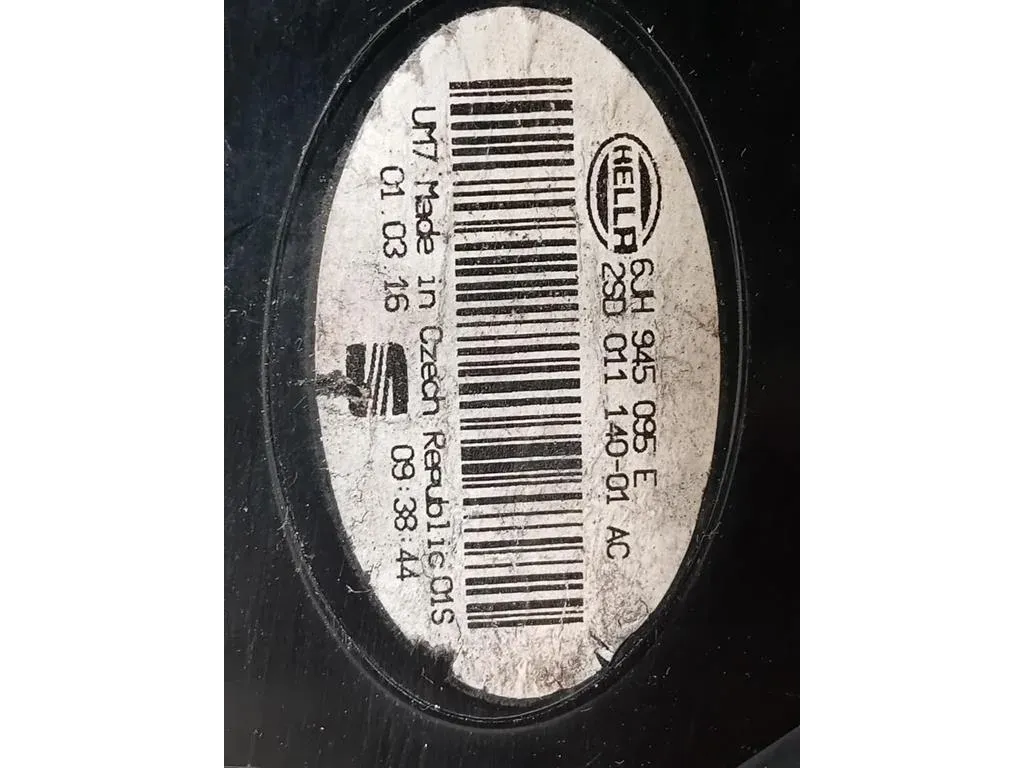 HELLA
6JH 945 095 E
2SD 011 140-01 AC
UM7 Made in Czech Republic 01S
01.03.16 09:38:44